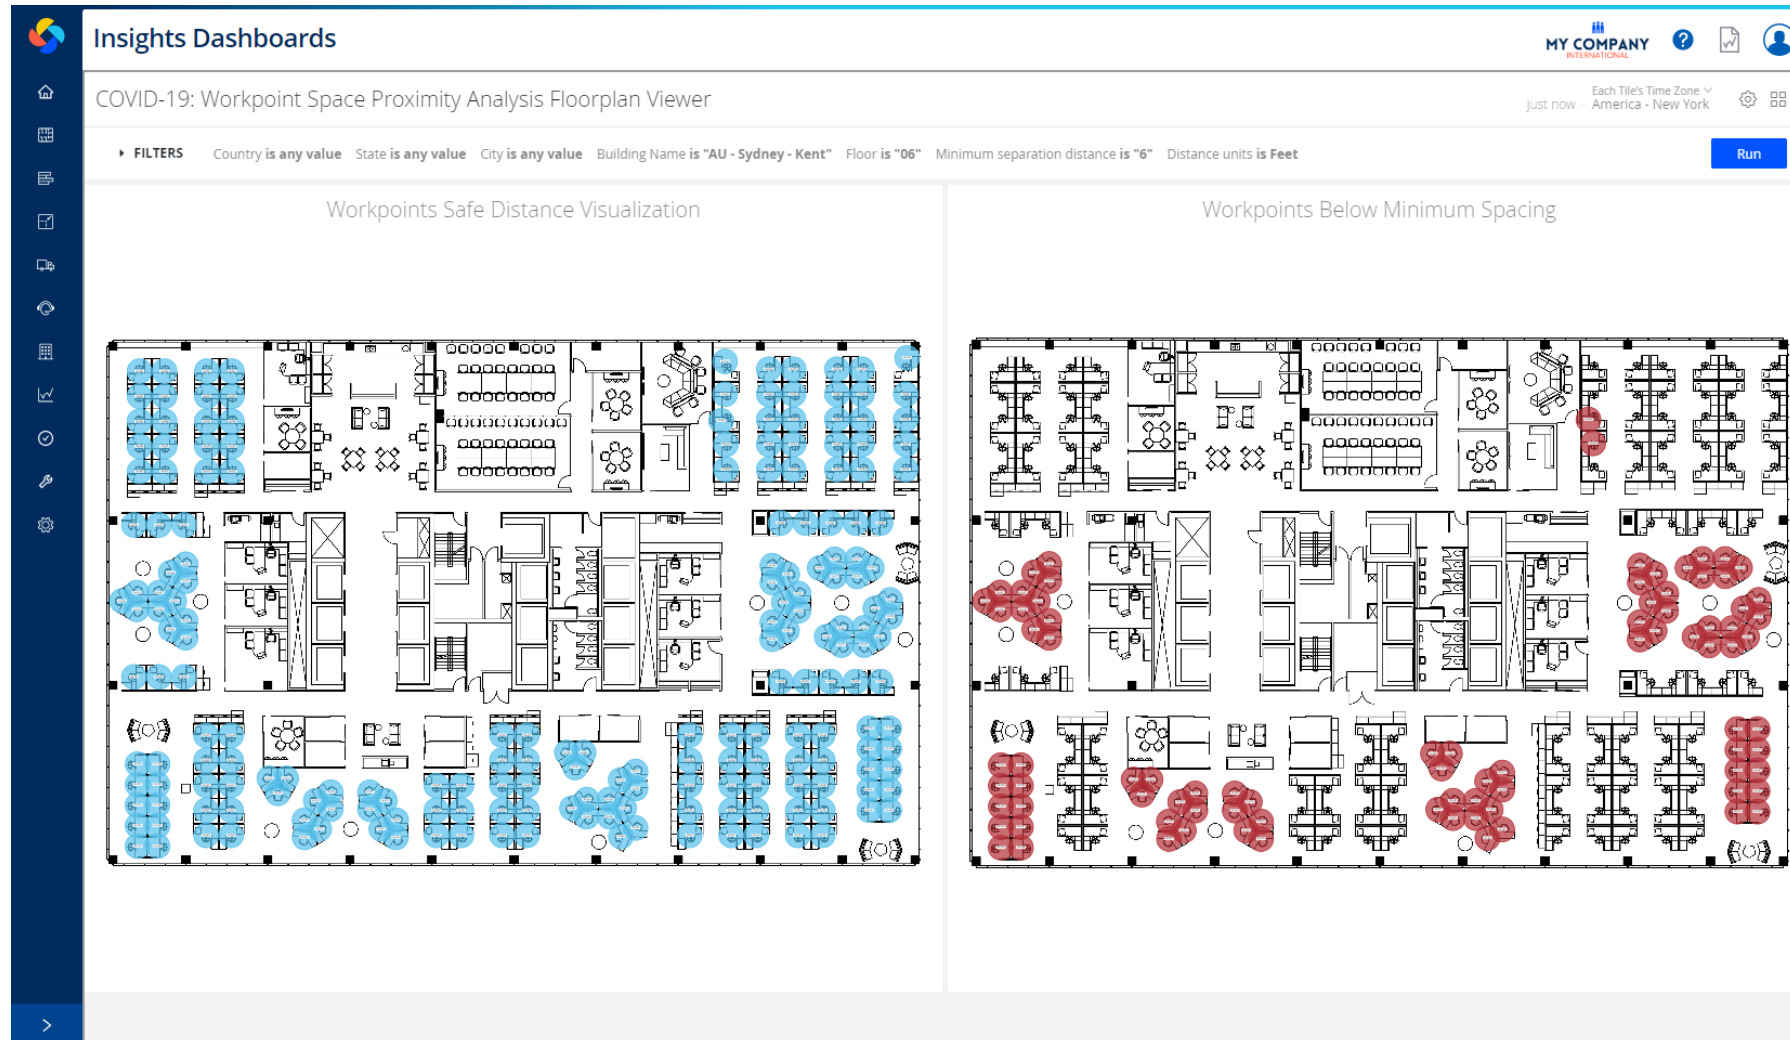 Insights Dashboards
MY COMPANY
INTERNATIONAL
COVID-19: Workpoint Space Proximity Analysis Floorplan Viewer
just now · Each Tile's Time Zone
America - New York
FILTERS Country is any value State is any value City is any value Building Name is "AU - Sydney - Kent" Floor is "06" Minimum separation distance is "6" Distance units is Feet
Run
Workpoints Safe Distance Visualization
Workpoints Below Minimum Spacing